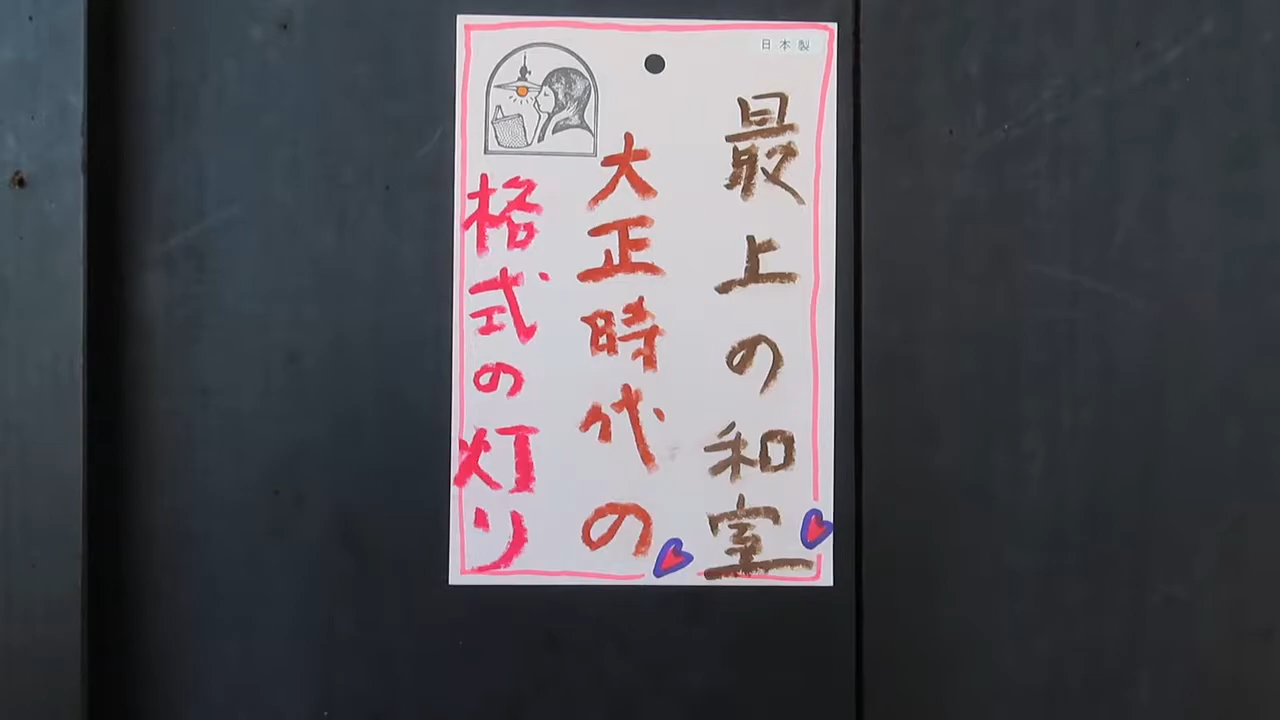 日本製
最上の和室
大正時代の
格式の灯り